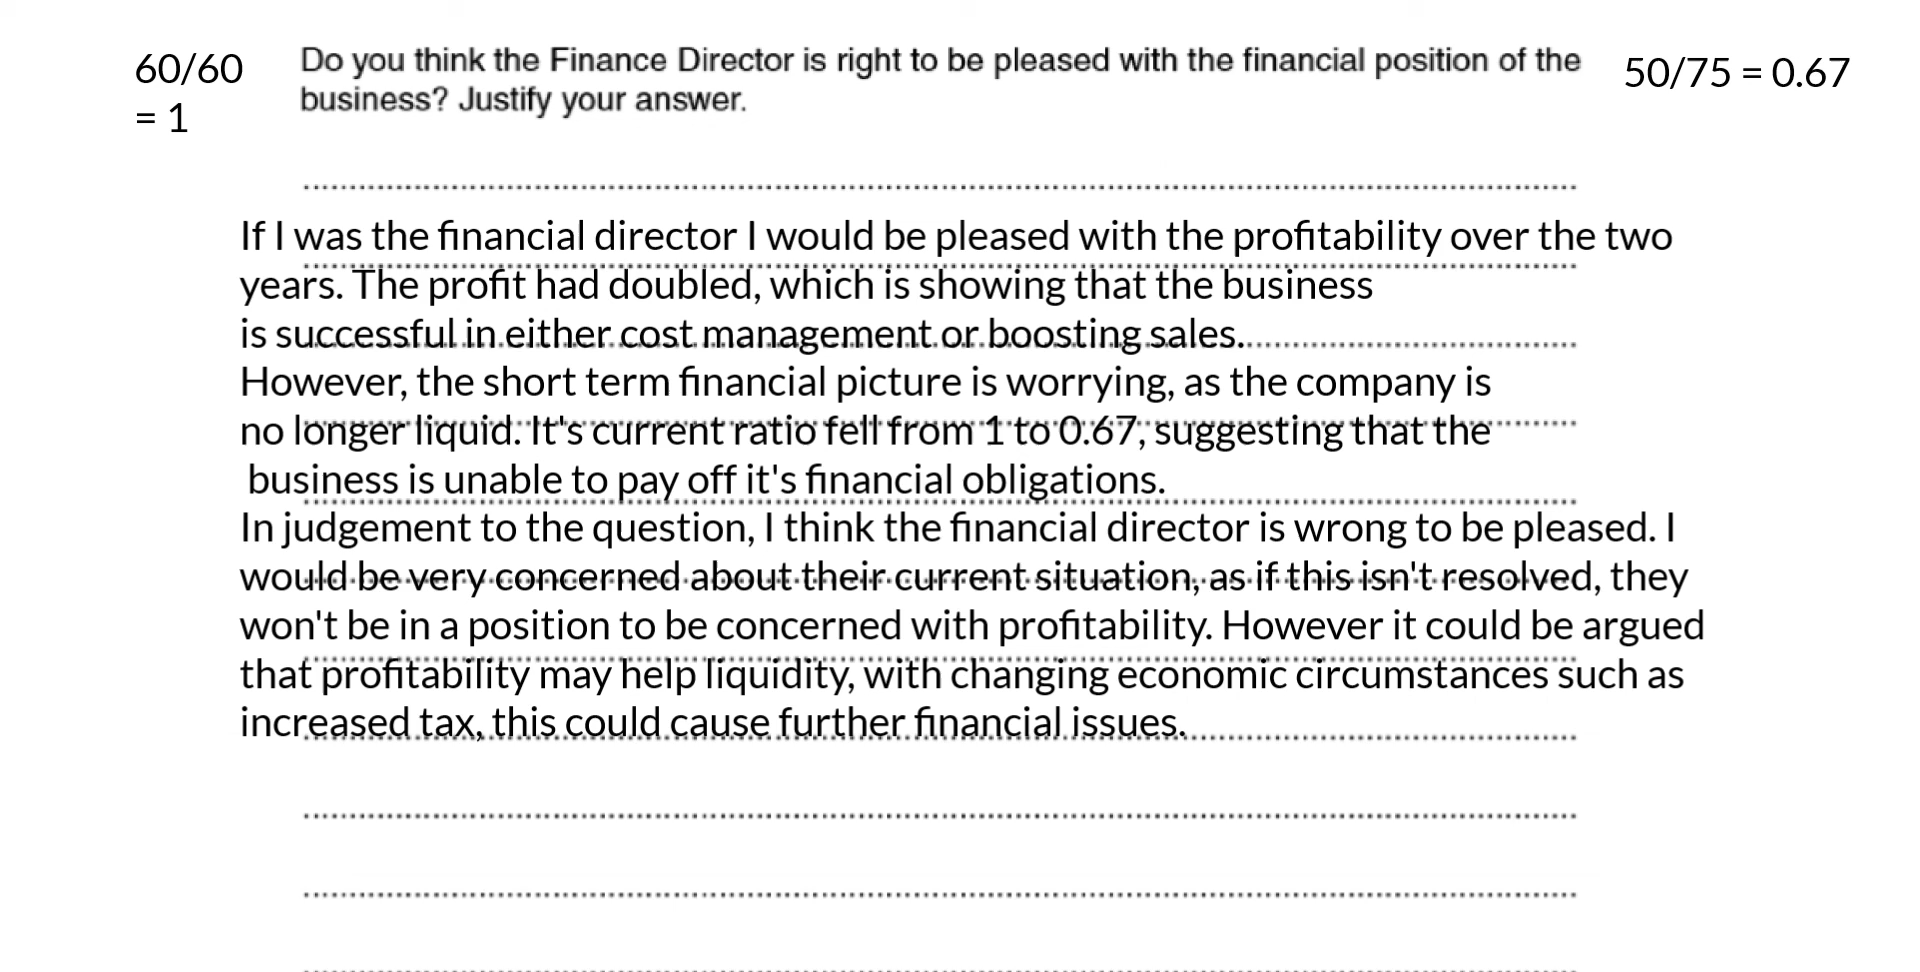 60/60
= 1
Do you think the Finance Director is right to be pleased with the financial position of the
business? Justify your answer.
50/75 = 0.67
If I was the financial director I would be pleased with the profitability over the two
years. The profit had doubled, which is showing that the business
is successful in either cost management or boosting sales.
However, the short term financial picture is worrying, as the company is
no longer liquid. It's current ratio fell from 1 to 0.67, suggesting that the
business is unable to pay off it's financial obligations.
In judgement to the question, I think the financial director is wrong to be pleased. I
would be very concerned about their current situation, as if this isn't resolved, they
won't be in a position to be concerned with profitability. However it could be argued
that profitability may help liquidity, with changing economic circumstances such as
increased tax, this could cause further financial issues.